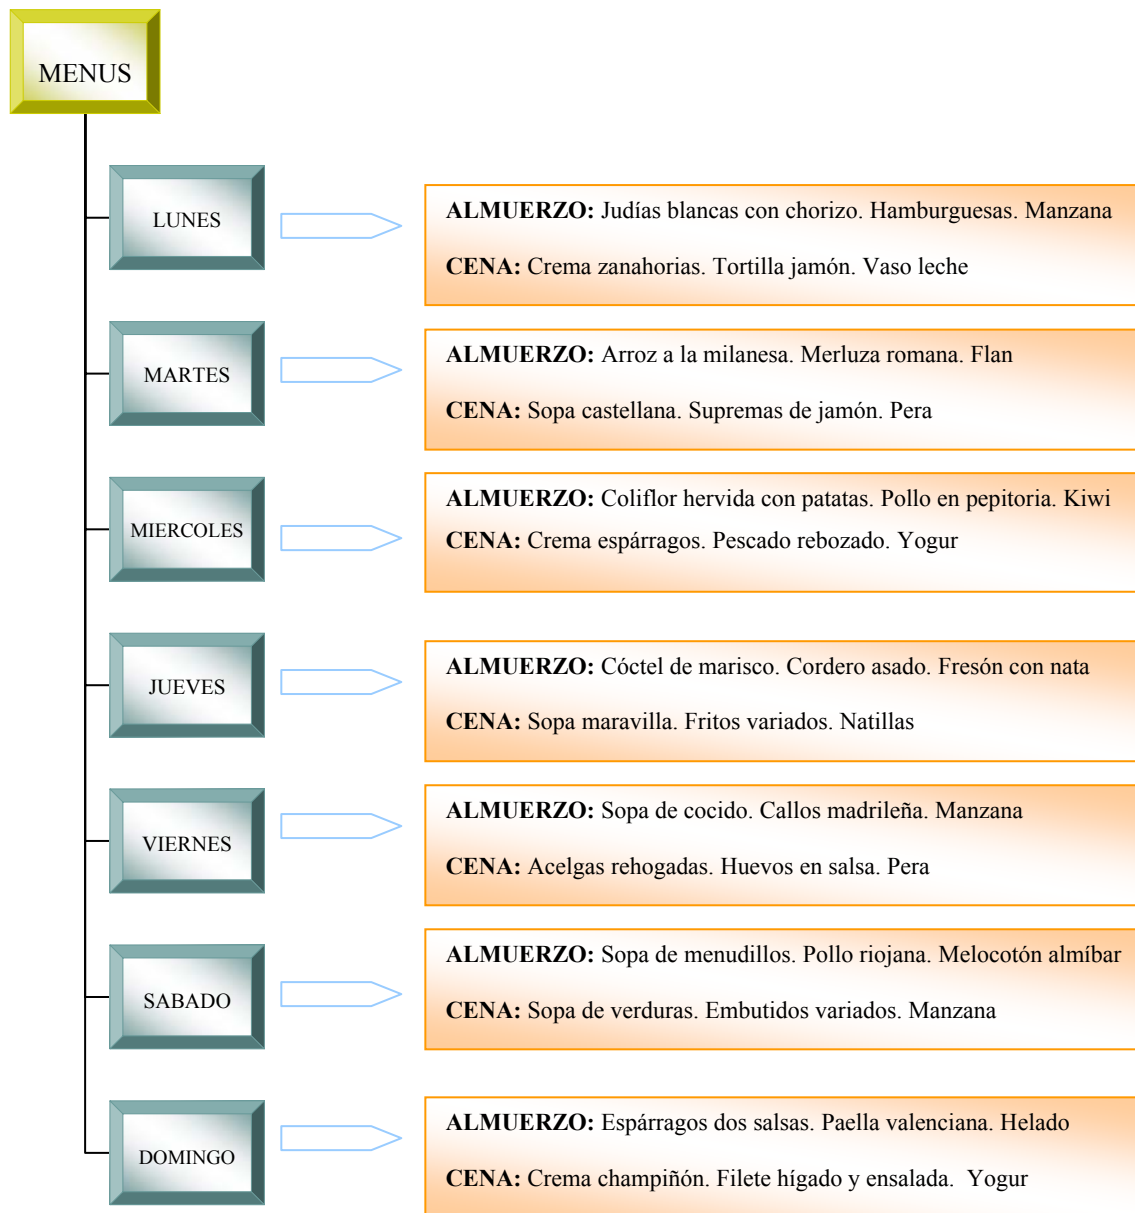 MENUS
LUNES
ALMUERZO: Judías blancas con chorizo. Hamburguesas. Manzana
CENA: Crema zanahorias. Tortilla jamón. Vaso leche
MARTES
ALMUERZO: Arroz a la milanesa. Merluza romana. Flan
CENA: Sopa castellana. Supremas de jamón. Pera
MIERCOLES
ALMUERZO: Coliflor hervida con patatas. Pollo en pepitoria. Kiwi
CENA: Crema espárragos. Pescado rebozado. Yogur
JUEVES
ALMUERZO: Cóctel de marisco. Cordero asado. Fresón con nata
CENA: Sopa maravilla. Fritos variados. Natillas
VIERNES
ALMUERZO: Sopa de cocido. Callos madrileña. Manzana
CENA: Acelgas rehogadas. Huevos en salsa. Pera
SABADO
ALMUERZO: Sopa de menudillos. Pollo riojana. Melocotón almíbar
CENA: Sopa de verduras. Embutidos variados. Manzana
DOMINGO
ALMUERZO: Espárragos dos salsas. Paella valenciana. Helado
CENA: Crema champiñón. Filete hígado y ensalada. Yogur